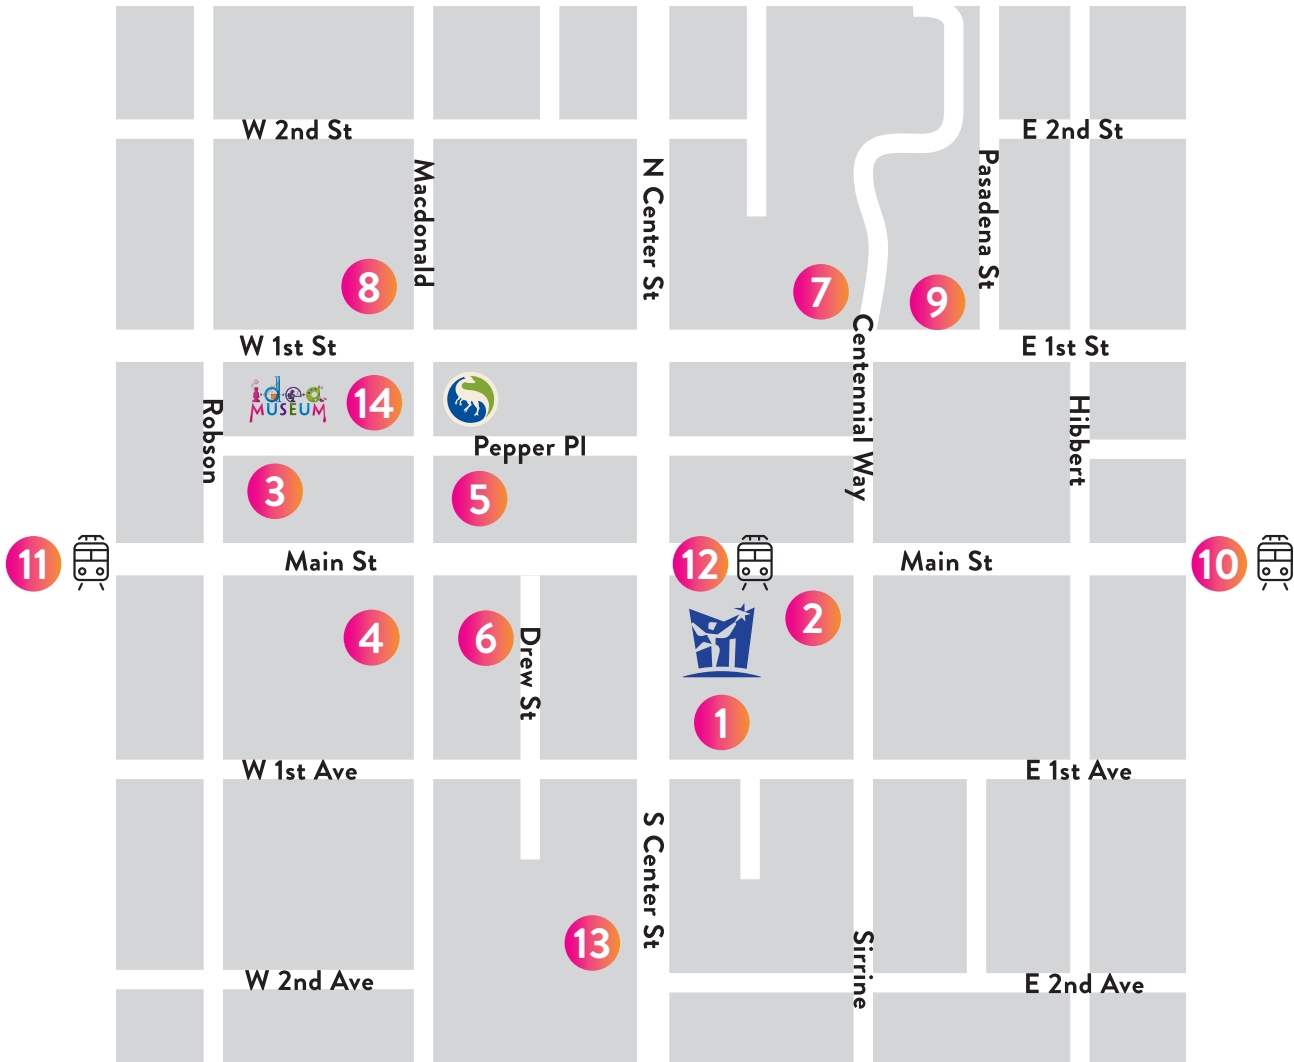 W 2nd St
E 2nd St
Macdonald
N Center St
Pasadena St
8
7
9
W 1st St
Centennial Way
E 1st St
i.d.e.a
MUSEUM
14
Robson
Hibbert
Pepper Pl
3
5
11
Main St
12
Main St
10
4
6
Drew St
2
1
W 1st Ave
E 1st Ave
S Center St
13
Sirrine
W 2nd Ave
E 2nd Ave